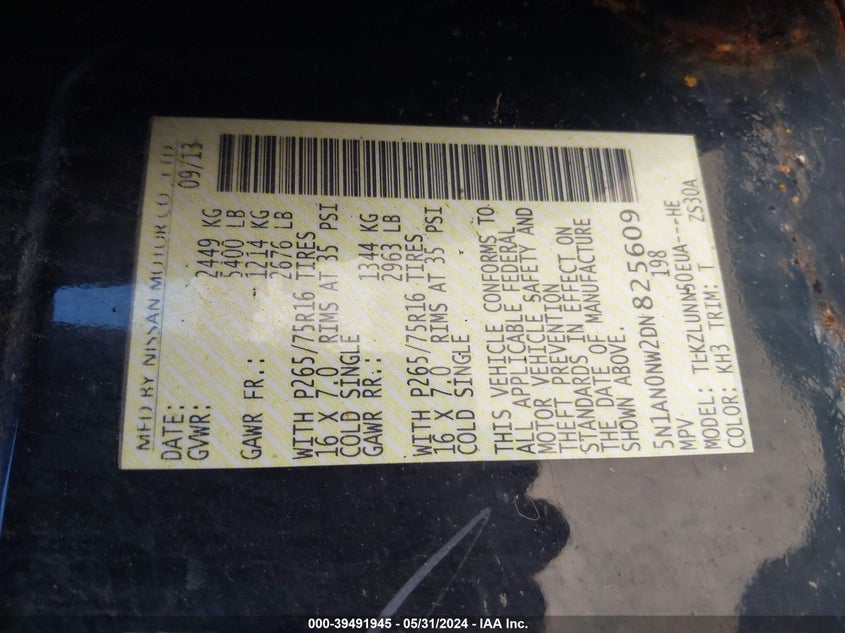 MFD BY NISSAN MOTOR CO., LTD
DATE: 09/13
GVWR: 2449 KG
5400 LB
GAWR FR.: 1214 KG
2676 LB
WITH P265/75R16 TIRES
16 X 7.0 RIMS AT 35 PSI
COLD SINGLE
GAWR RR.: 1344 KG
2963 LB
WITH P265/75R16 TIRES
16 X 7.0 RIMS AT 35 PSI
COLD SINGLE
THIS VEHICLE CONFORMS TO
ALL APPLICABLE FEDERAL
MOTOR VEHICLE SAFETY AND
THEFT PREVENTION
STANDARDS IN EFFECT ON
THE DATE OF MANUFACTURE
SHOWN ABOVE.
5N1AN0NW2DN825609
MPV 198
MODEL: TLKZLUNN50EUA---HE
COLOR: KH3 TRIM: T ZS30A
000-39491945 - 05/31/2024 - IAA Inc.